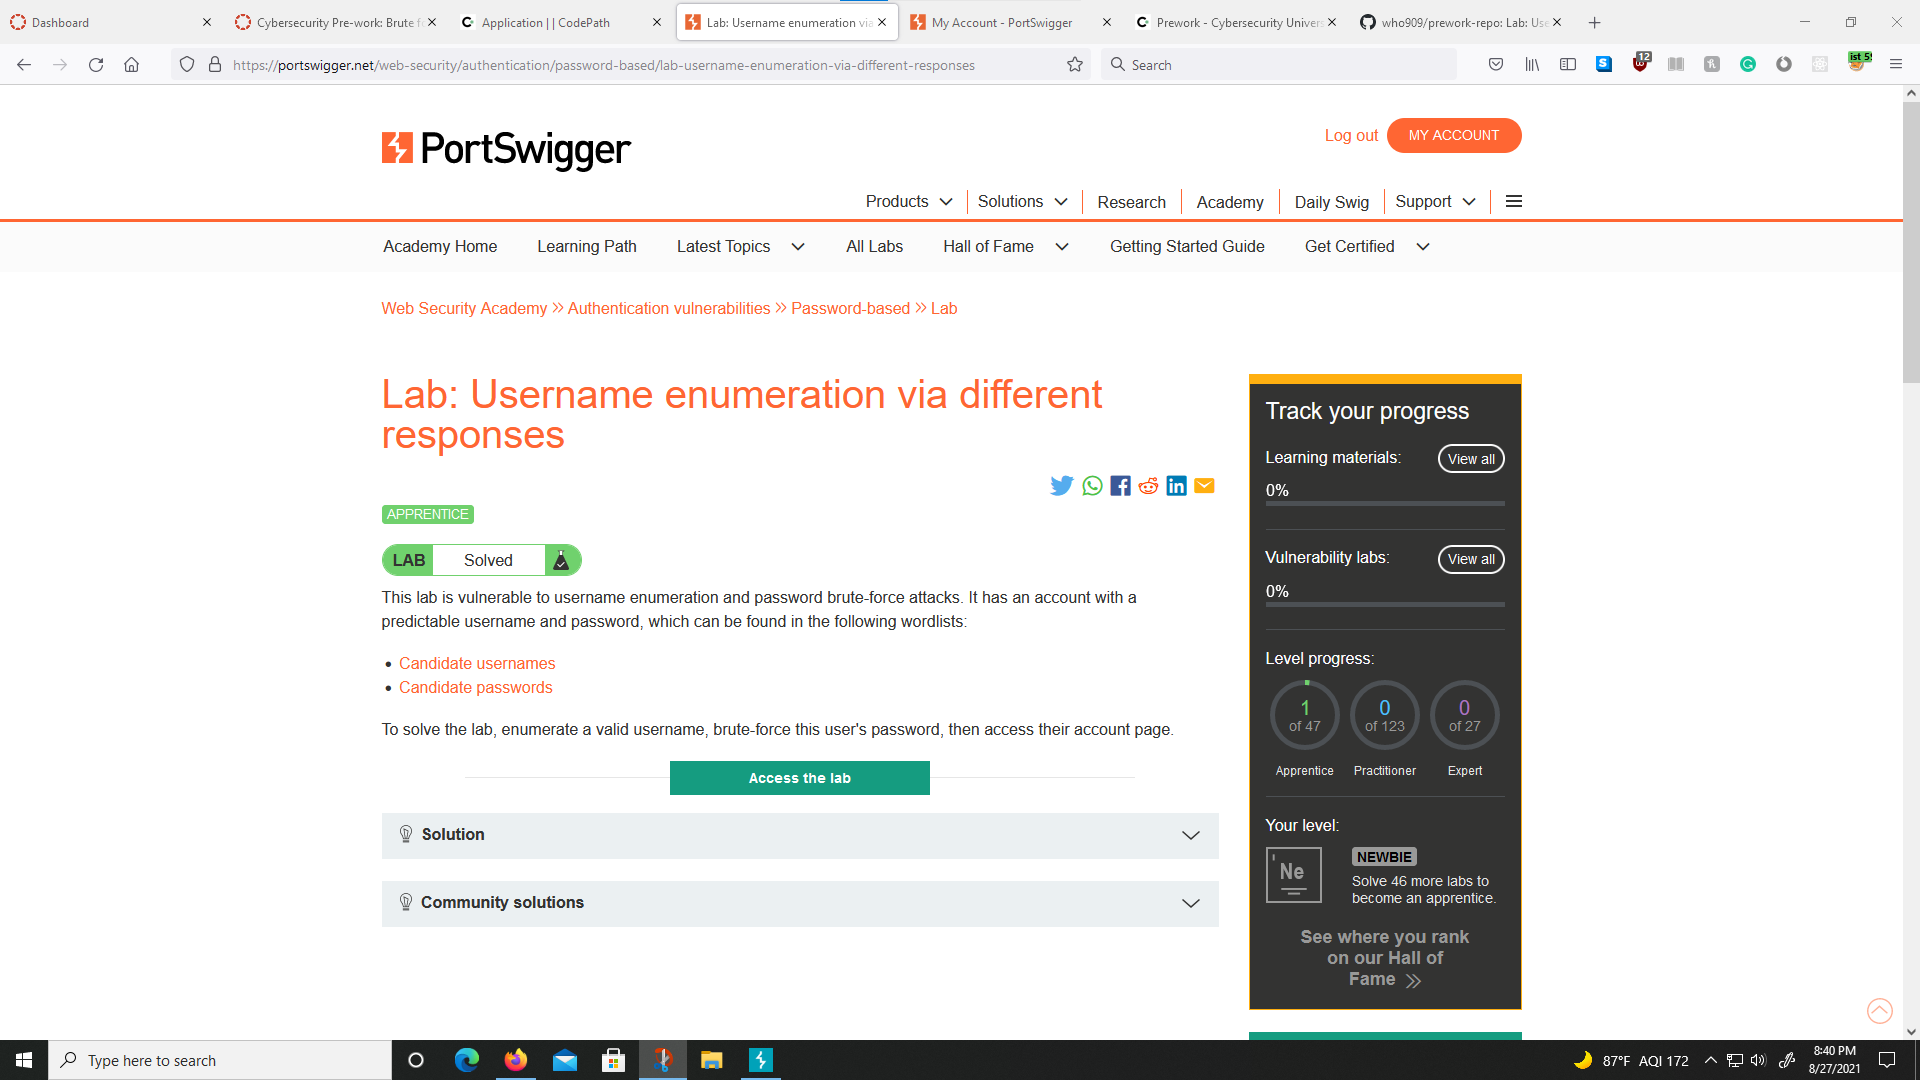 Dashboard
Cybersecurity Pre-work: Brute f
Application | | CodePath
Lab: Username enumeration via
My Account - PortSwigger
Prework - Cybersecurity Univers
who909/prework-repo: Lab: Use
https://portswigger.net/web-security/authentication/password-based/lab-username-enumeration-via-different-responses
Search
12
ist 5
PortSwigger
Log out
MY ACCOUNT
Products
Solutions
Research
Academy
Daily Swig
Support
Academy Home
Learning Path
Latest Topics
All Labs
Hall of Fame
Getting Started Guide
Get Certified
Web Security Academy » Authentication vulnerabilities » Password-based » Lab
Lab: Username enumeration via different
responses
APPRENTICE
LAB Solved
This lab is vulnerable to username enumeration and password brute-force attacks. It has an account with a
predictable username and password, which can be found in the following wordlists:
• Candidate usernames
• Candidate passwords
To solve the lab, enumerate a valid username, brute-force this user's password, then access their account page.
Access the lab
Solution
Community solutions
Track your progress
Learning materials:
View all
0%
Vulnerability labs:
View all
0%
Level progress:
1
of 47
0
of 123
0
of 27
Apprentice
Practitioner
Expert
Your level:
Ne
NEWBIE
Solve 46 more labs to
become an apprentice.
See where you rank
on our Hall of
Fame »
Type here to search
87°F AQI 172
8:40 PM
8/27/2021